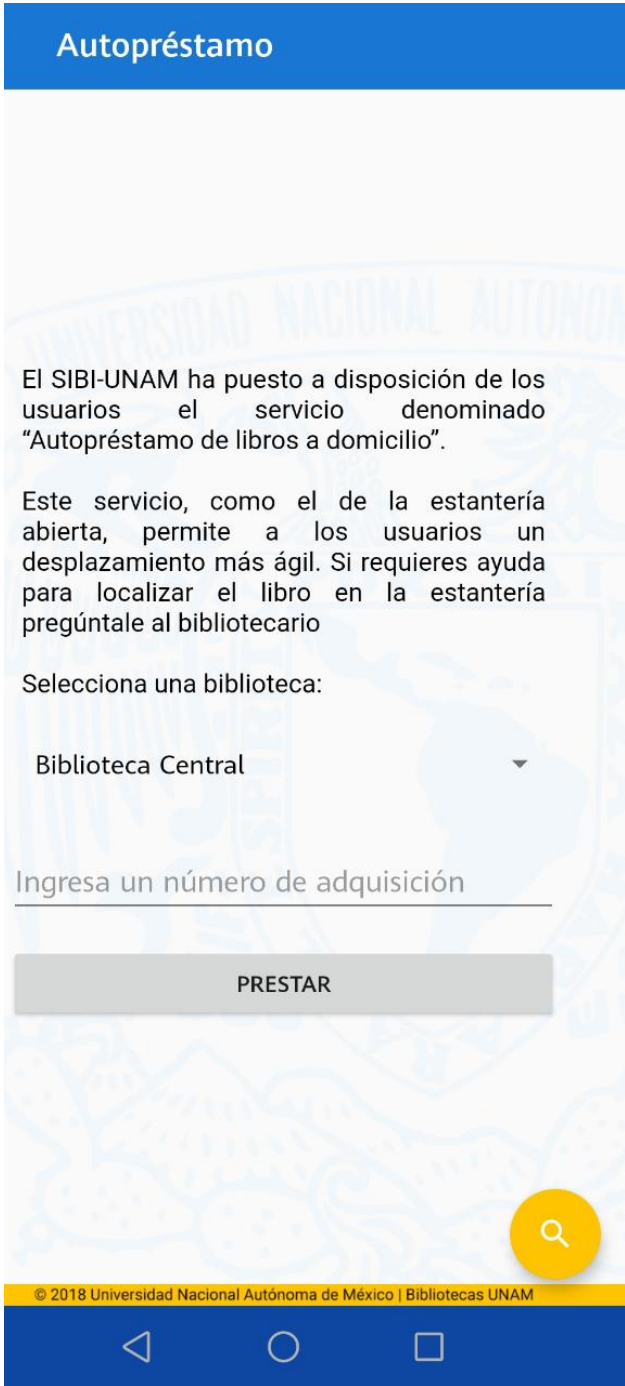 Autopréstamo
UNIVERSIDAD NACIONAL AUTONOM
El SIBI-UNAM ha puesto a disposición de los
usuarios el servicio denominado
“Autopréstamo de libros a domicilio”.
Este servicio, como el de la estantería
abierta, permite a los usuarios un
desplazamiento más ágil. Si requieres ayuda
para localizar el libro en la estantería
pregúntale al bibliotecario
Selecciona una biblioteca:
Biblioteca Central
Ingresa un número de adquisición
PRESTAR
© 2018 Universidad Nacional Autónoma de México | Bibliotecas UNAM